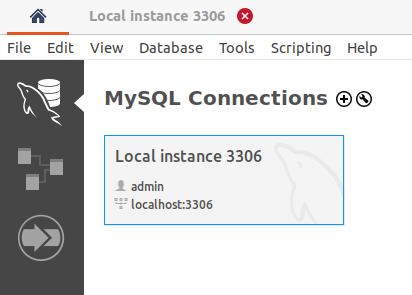 Local instance 3306
File Edit View Database Tools Scripting Help
MySQL Connections
Local instance 3306
admin
localhost:3306